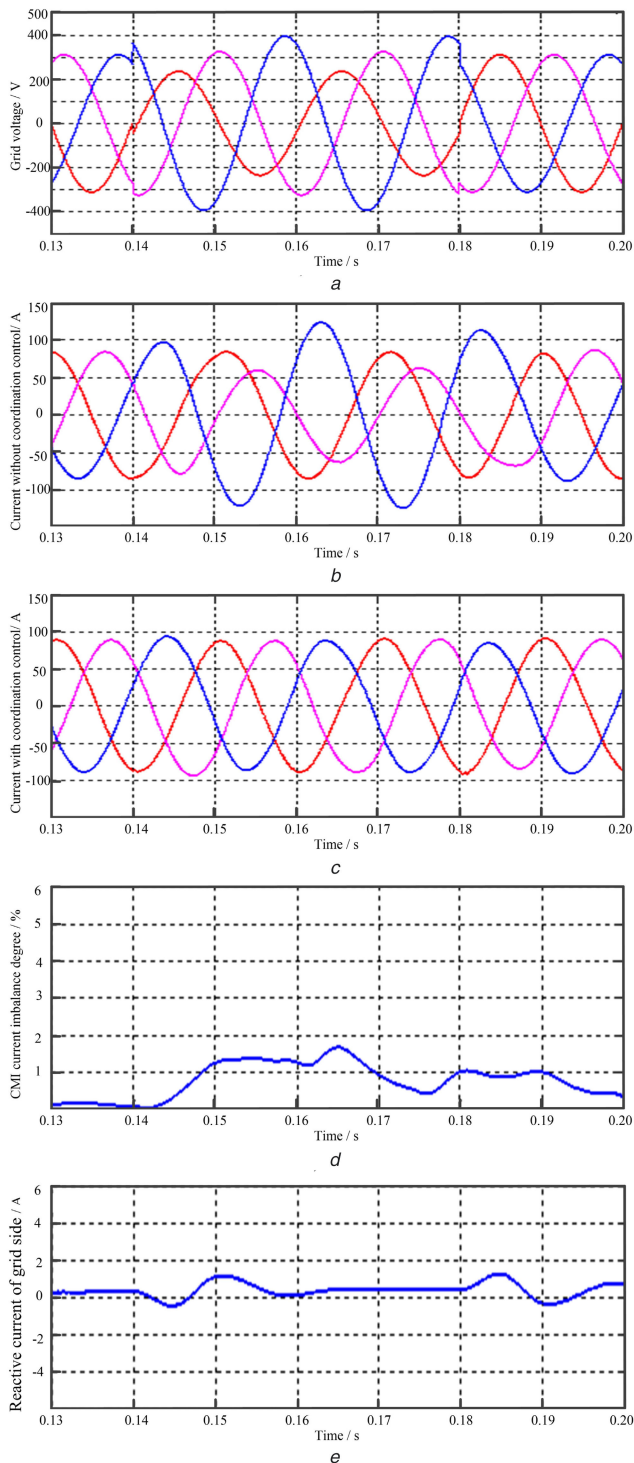 Grid voltage / V
500
400
200
0
-200
-400
0.13 0.14 0.15 0.16 0.17 0.18 0.19 0.20
Time / s
a
Current without coordination control/ A
150
100
50
0
-50
-100
0.13 0.14 0.15 0.16 0.17 0.18 0.19 0.20
Time / s
b
Current with coordination control/ A
150
100
50
0
-50
-100
0.13 0.14 0.15 0.16 0.17 0.18 0.19 0.20
Time / s
c
CMI current imbalance degree / %
6
5
4
3
2
1
0.13 0.14 0.15 0.16 0.17 0.18 0.19 0.20
Time / s
d
Reactive current of grid side / A
6
4
2
0
-2
-4
0.13 0.14 0.15 0.16 0.17 0.18 0.19 0.20
Time / s
e